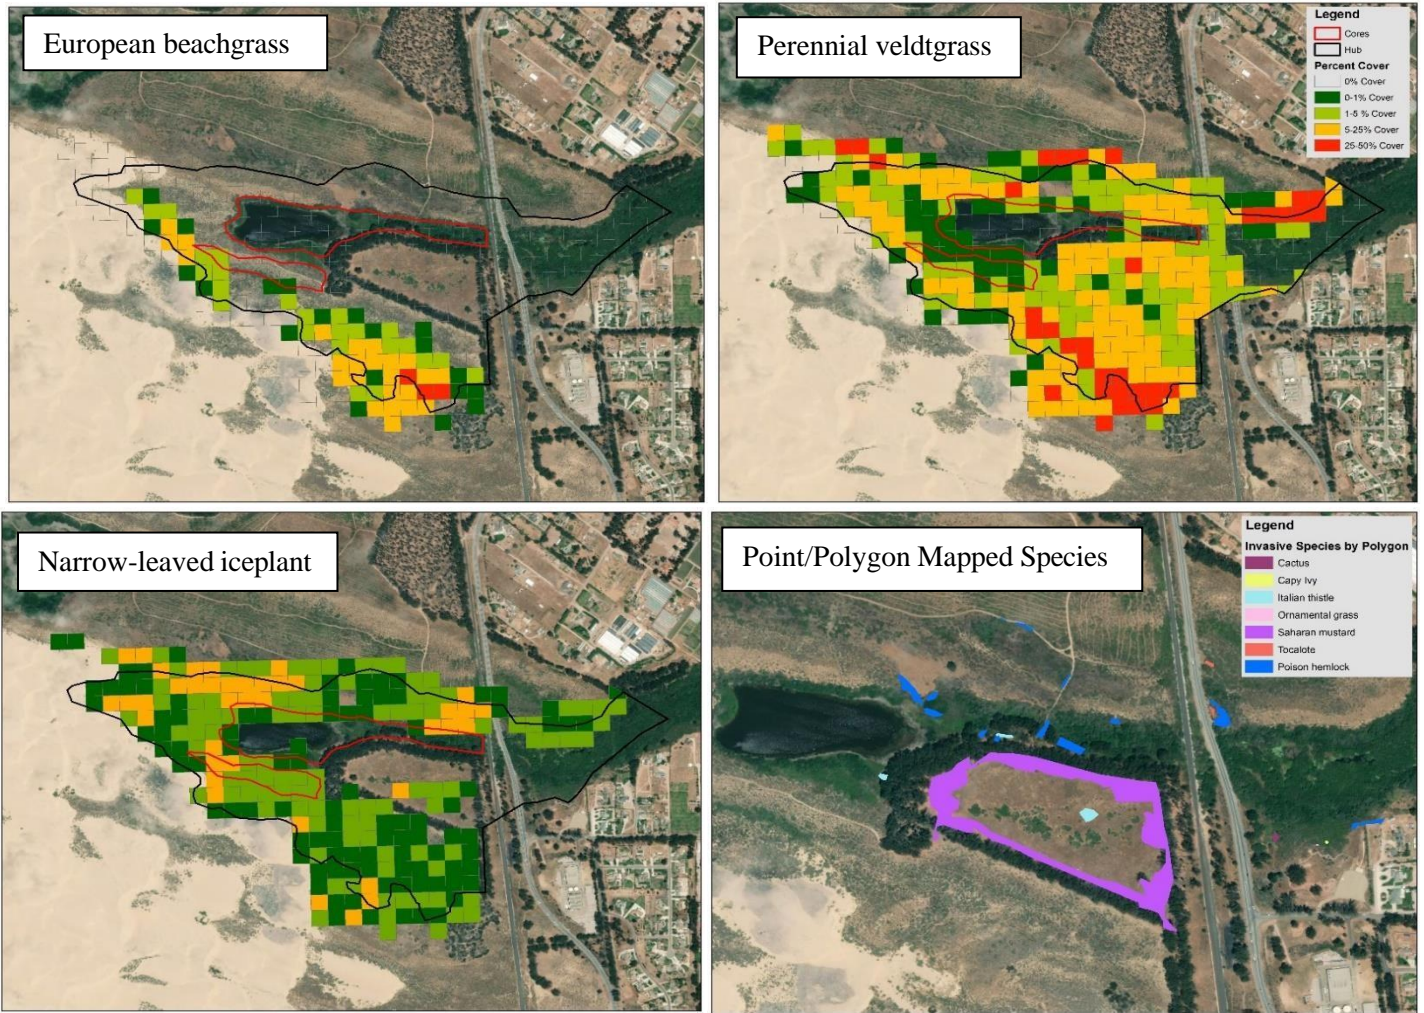 European beachgrass
Perennial veldtgrass
Legend
Cores
Hub
Percent Cover
0% Cover
0-1% Cover
1-5 % Cover
5-25% Cover
25-50% Cover
Narrow-leaved iceplant
Point/Polygon Mapped Species
Legend
Invasive Species by Polygon
Cactus
Capy Ivy
Italian thistle
Ornamental grass
Saharan mustard
Tocalote
Poison hemlock